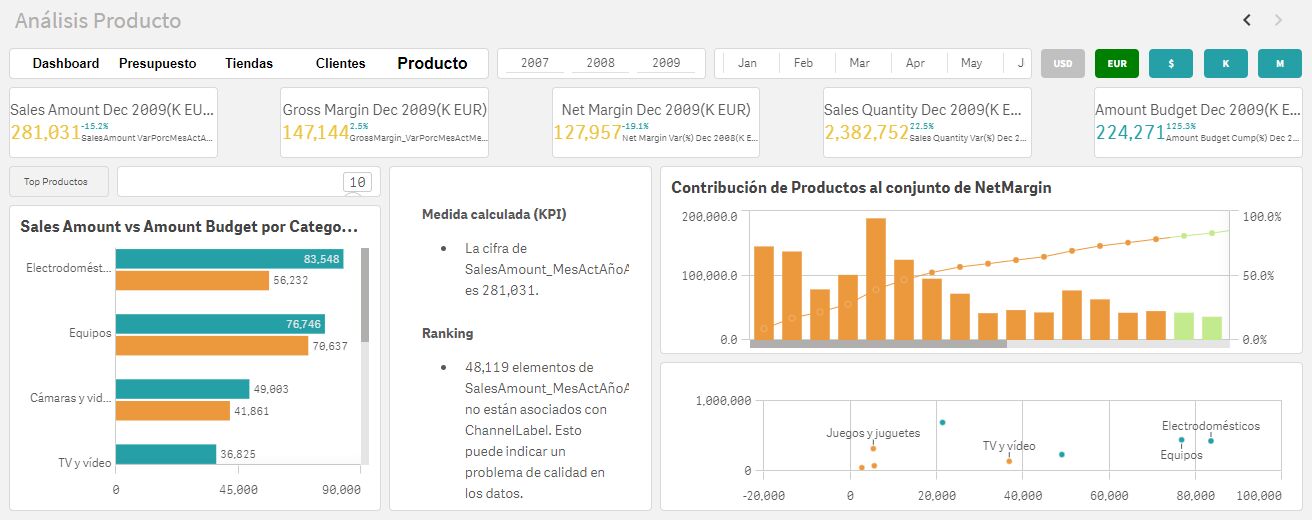 Análisis Producto
Dashboard Presupuesto Tiendas Clientes Producto
2007 2008 2009
Jan Feb Mar Apr May J
USD EUR $ K M
Sales Amount Dec 2009(K EU...
281,031 -15.2% SalesAmount VarPorcMesActA...
Gross Margin Dec 2009(K EUR)
147,144 2.5% GrossMargin_VarPorcMesActMe...
Net Margin Dec 2009(K EUR)
127,957 -19.1% Net Margin Var(%) Dec 2008(K E...
Sales Quantity Dec 2009(K E...
2,382,752 22.5% Sales Quantity Var(%) Dec 2...
Amount Budget Dec 2009(K E...
224,271 125.3% Amount Budget Cump(%) Dec 2...
Top Productos
10
Sales Amount vs Amount Budget por Catego...
Electrodomést...
83,548
56,232
Equipos
76,746
70,637
Cámaras y vid...
49,003
41,861
TV y vídeo
36,825
0 45,000 90,000
Medida calculada (KPI)
• La cifra de
SalesAmount_MesActAñoA
es 281,031.
Ranking
• 48,119 elementos de
SalesAmount_MesActAñoA
no están asociados con
ChannelLabel. Esto
puede indicar un
problema de calidad en
los datos.
Contribución de Productos al conjunto de NetMargin
200,000.0
100,000.0
0.0
100.0%
50.0%
0.0%
1,000,000
0
Juegos y juguetes
TV y vídeo
Electrodomésticos
Equipos
-20,000 0 20,000 40,000 60,000 80,000 100,000